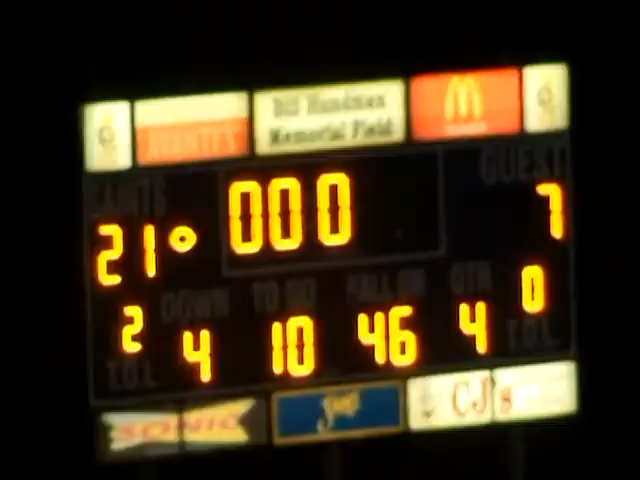 Bill Hundman
Memorial Field
SAINTS
GUEST
21
000
7
DOWN TO GO BALL ON QTR
2
4
10
46
4
0
T.O.L.
T.O.L.
SONIC
CJ's